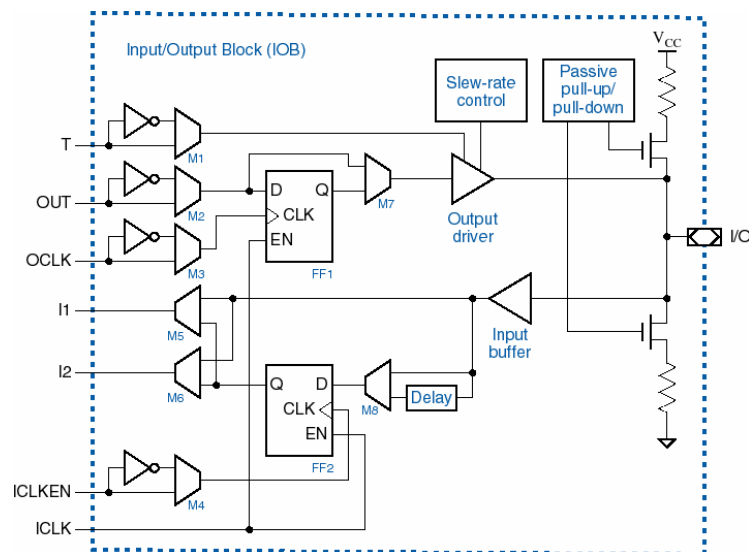 Input/Output Block (IOB)
VCC
Slew-rate
control
Passive
pull-up/
pull-down
T
M1
OUT
M2
D
Q
M7
CLK
Output
driver
OCLK
M3
EN
FF1
I/O
I1
M5
Input
buffer
I2
M6
Q
D
M8
Delay
CLK
EN
FF2
ICLKEN
M4
ICLK